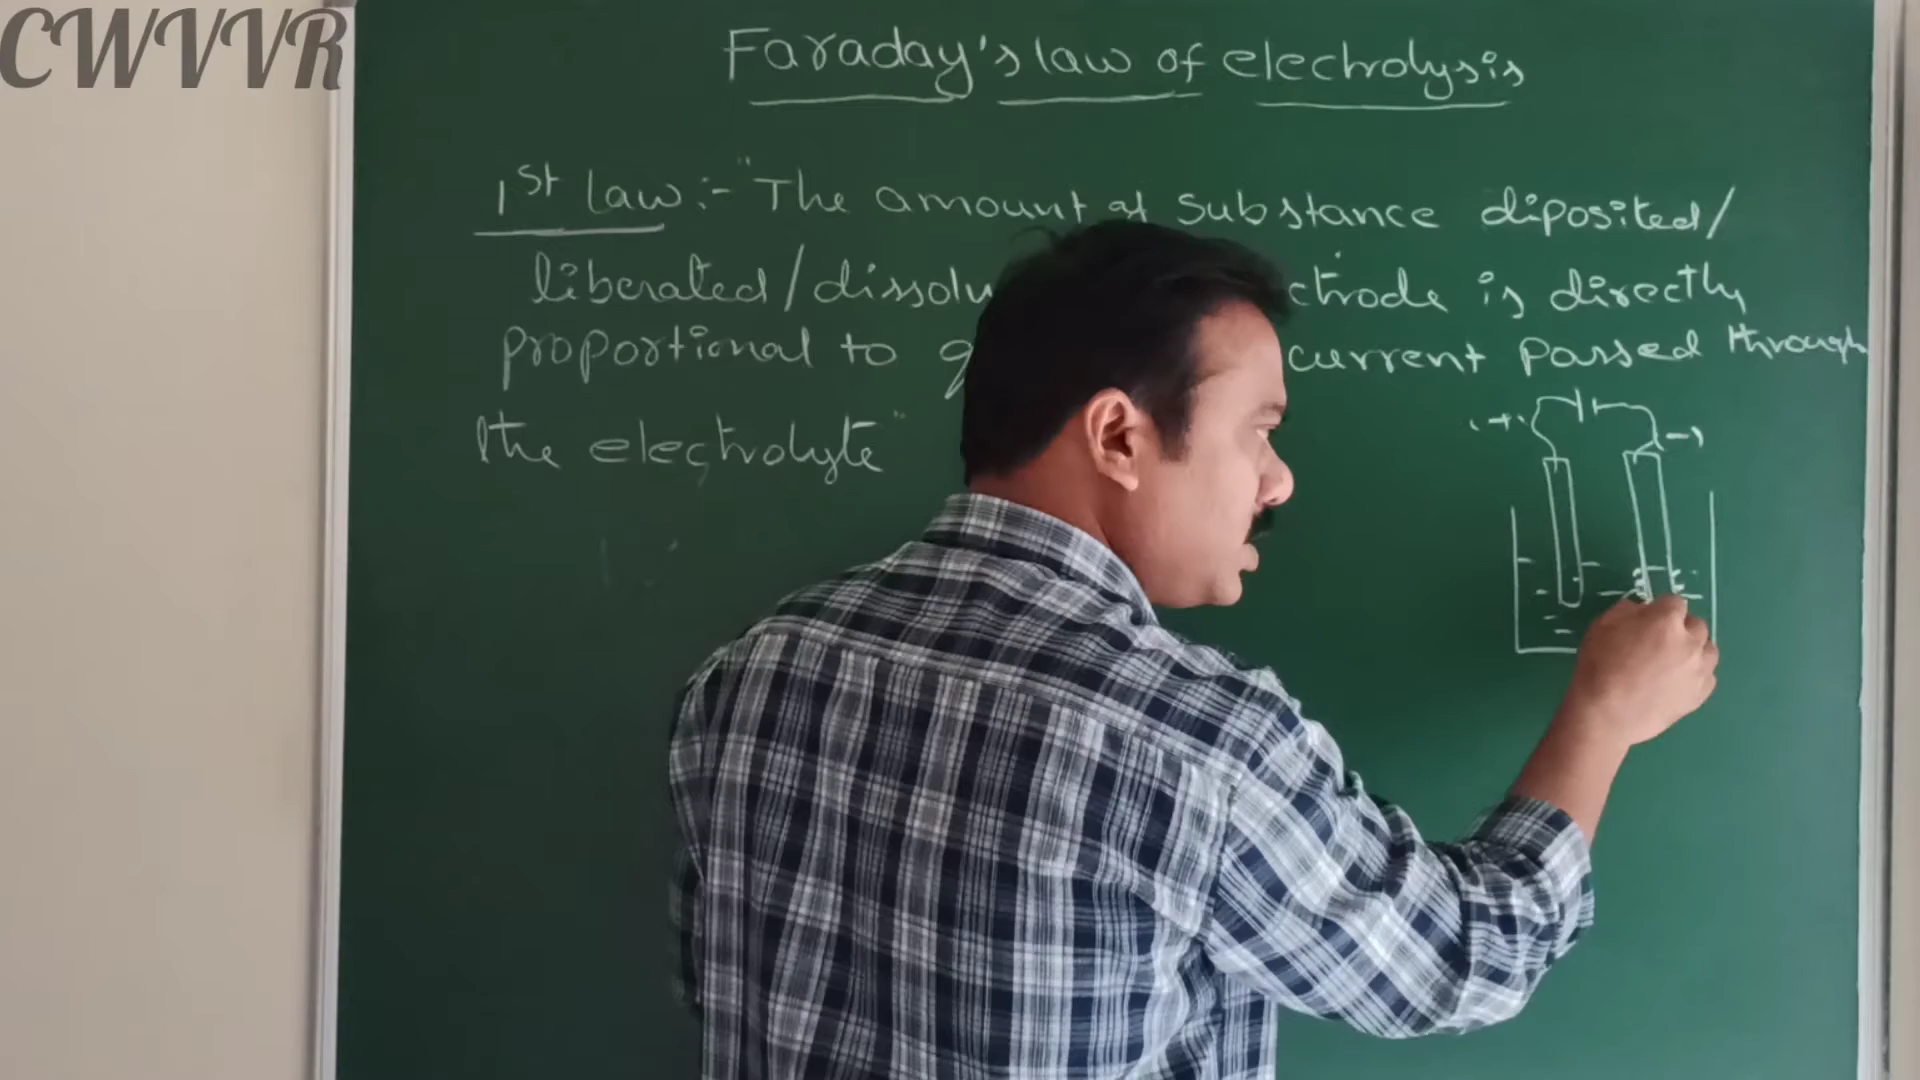 CWVVR
Faraday's law of electrolysis
1st law :- "The amount of substance diposited/
liberated/dissolv ctrode is directly
proportional to current passed through
the electrolyte"
(+)
(-)